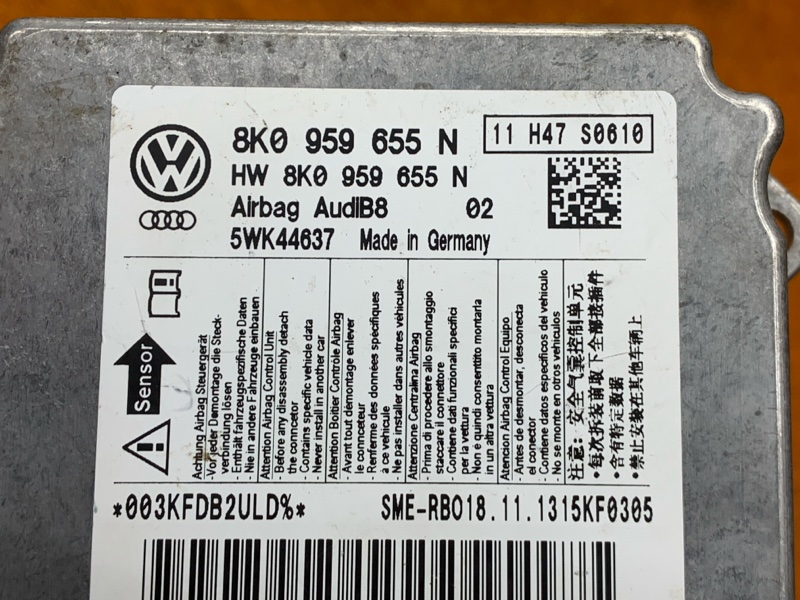 8K0 959 655 N
11 H47 S0610
HW 8K0 959 655 N
Airbag AudiB8 02
5WK44637 Made in Germany
Sensor
Achtung Airbag Steuergerät
-Vor jeder Demontage die Steck-
verbindung lösen
-Enthält fahrzeugspezifische Daten
-Nie in andere Fahrzeuge einbauen
Attention Airbag Control Unit
- Before any disassembly detach
the connector
- Contains specific vehicle data
- Never install in another car
Attention Boitier Contrôle Airbag
- Avant tout démontage enlever
le connceteur
- Renferme des données spécifiques
à ce véhicule
- Ne pas installer dans autres véhicules
Attenzione Centralina Airbag
- Prima di procedere allo smontaggio
staccare il connettore
- Contiene dati funzionali specifici
per la vettura
- Non è quindi consentitto montarla
in un altra vettura
Atencion Airbag Control Equipo
- Antes de desmontar, desconecta
el conector
- Contiene datos especificos del vehiculo
- No se monte en otros vehiculos
注意: 安全气囊控制单元
•每次拆装前取下全部接插件
•含有特定数据
•禁止安装在其他车辆上
*003KFDB2ULD%*
SME-RBO18.11.1315KF0305